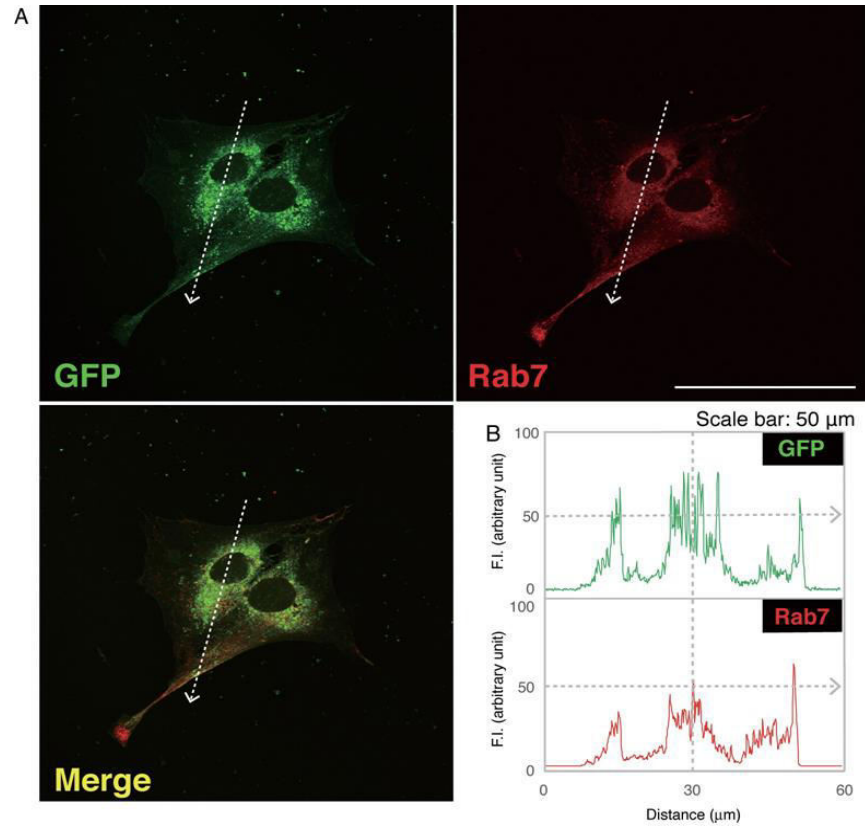 A
GFP
Rab7
Scale bar: 50 μm
Merge
B
100
GFP
F.I. (arbitrary unit)
50
0
100
Rab7
F.I. (arbitrary unit)
50
0
0
30
60
Distance (μm)